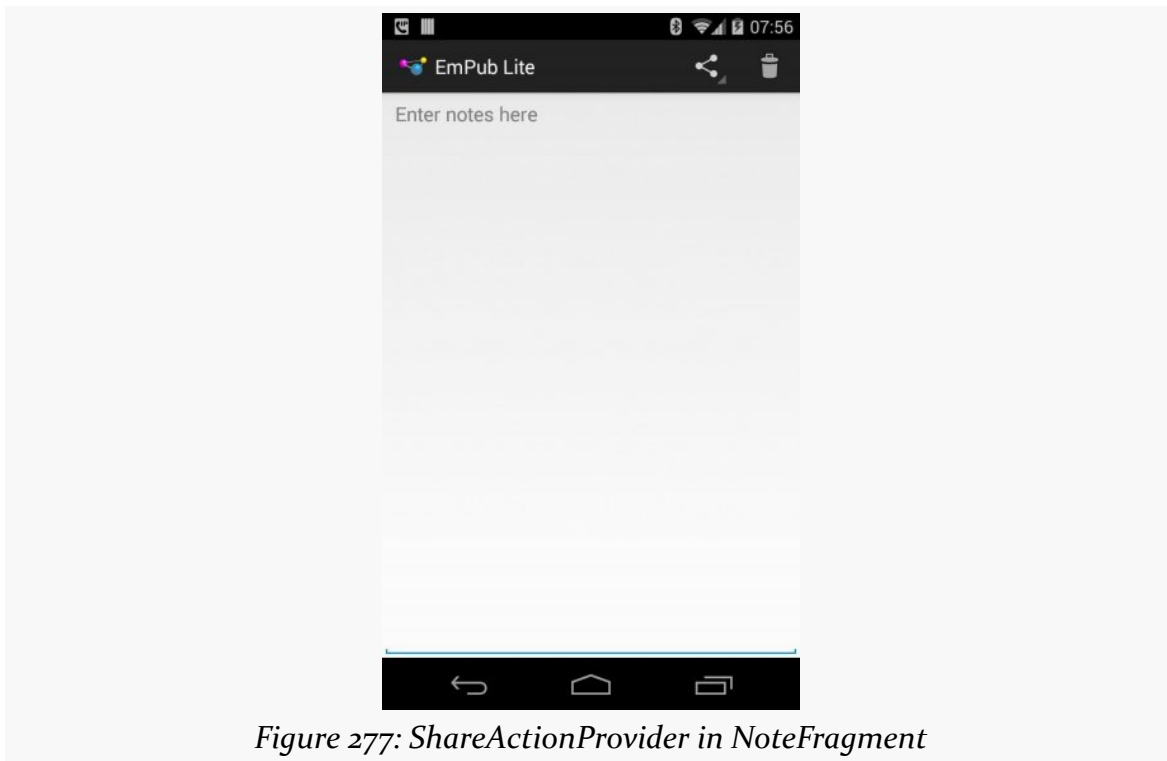 07:56
EmPub Lite
Enter notes here
Figure 277: ShareActionProvider in NoteFragment